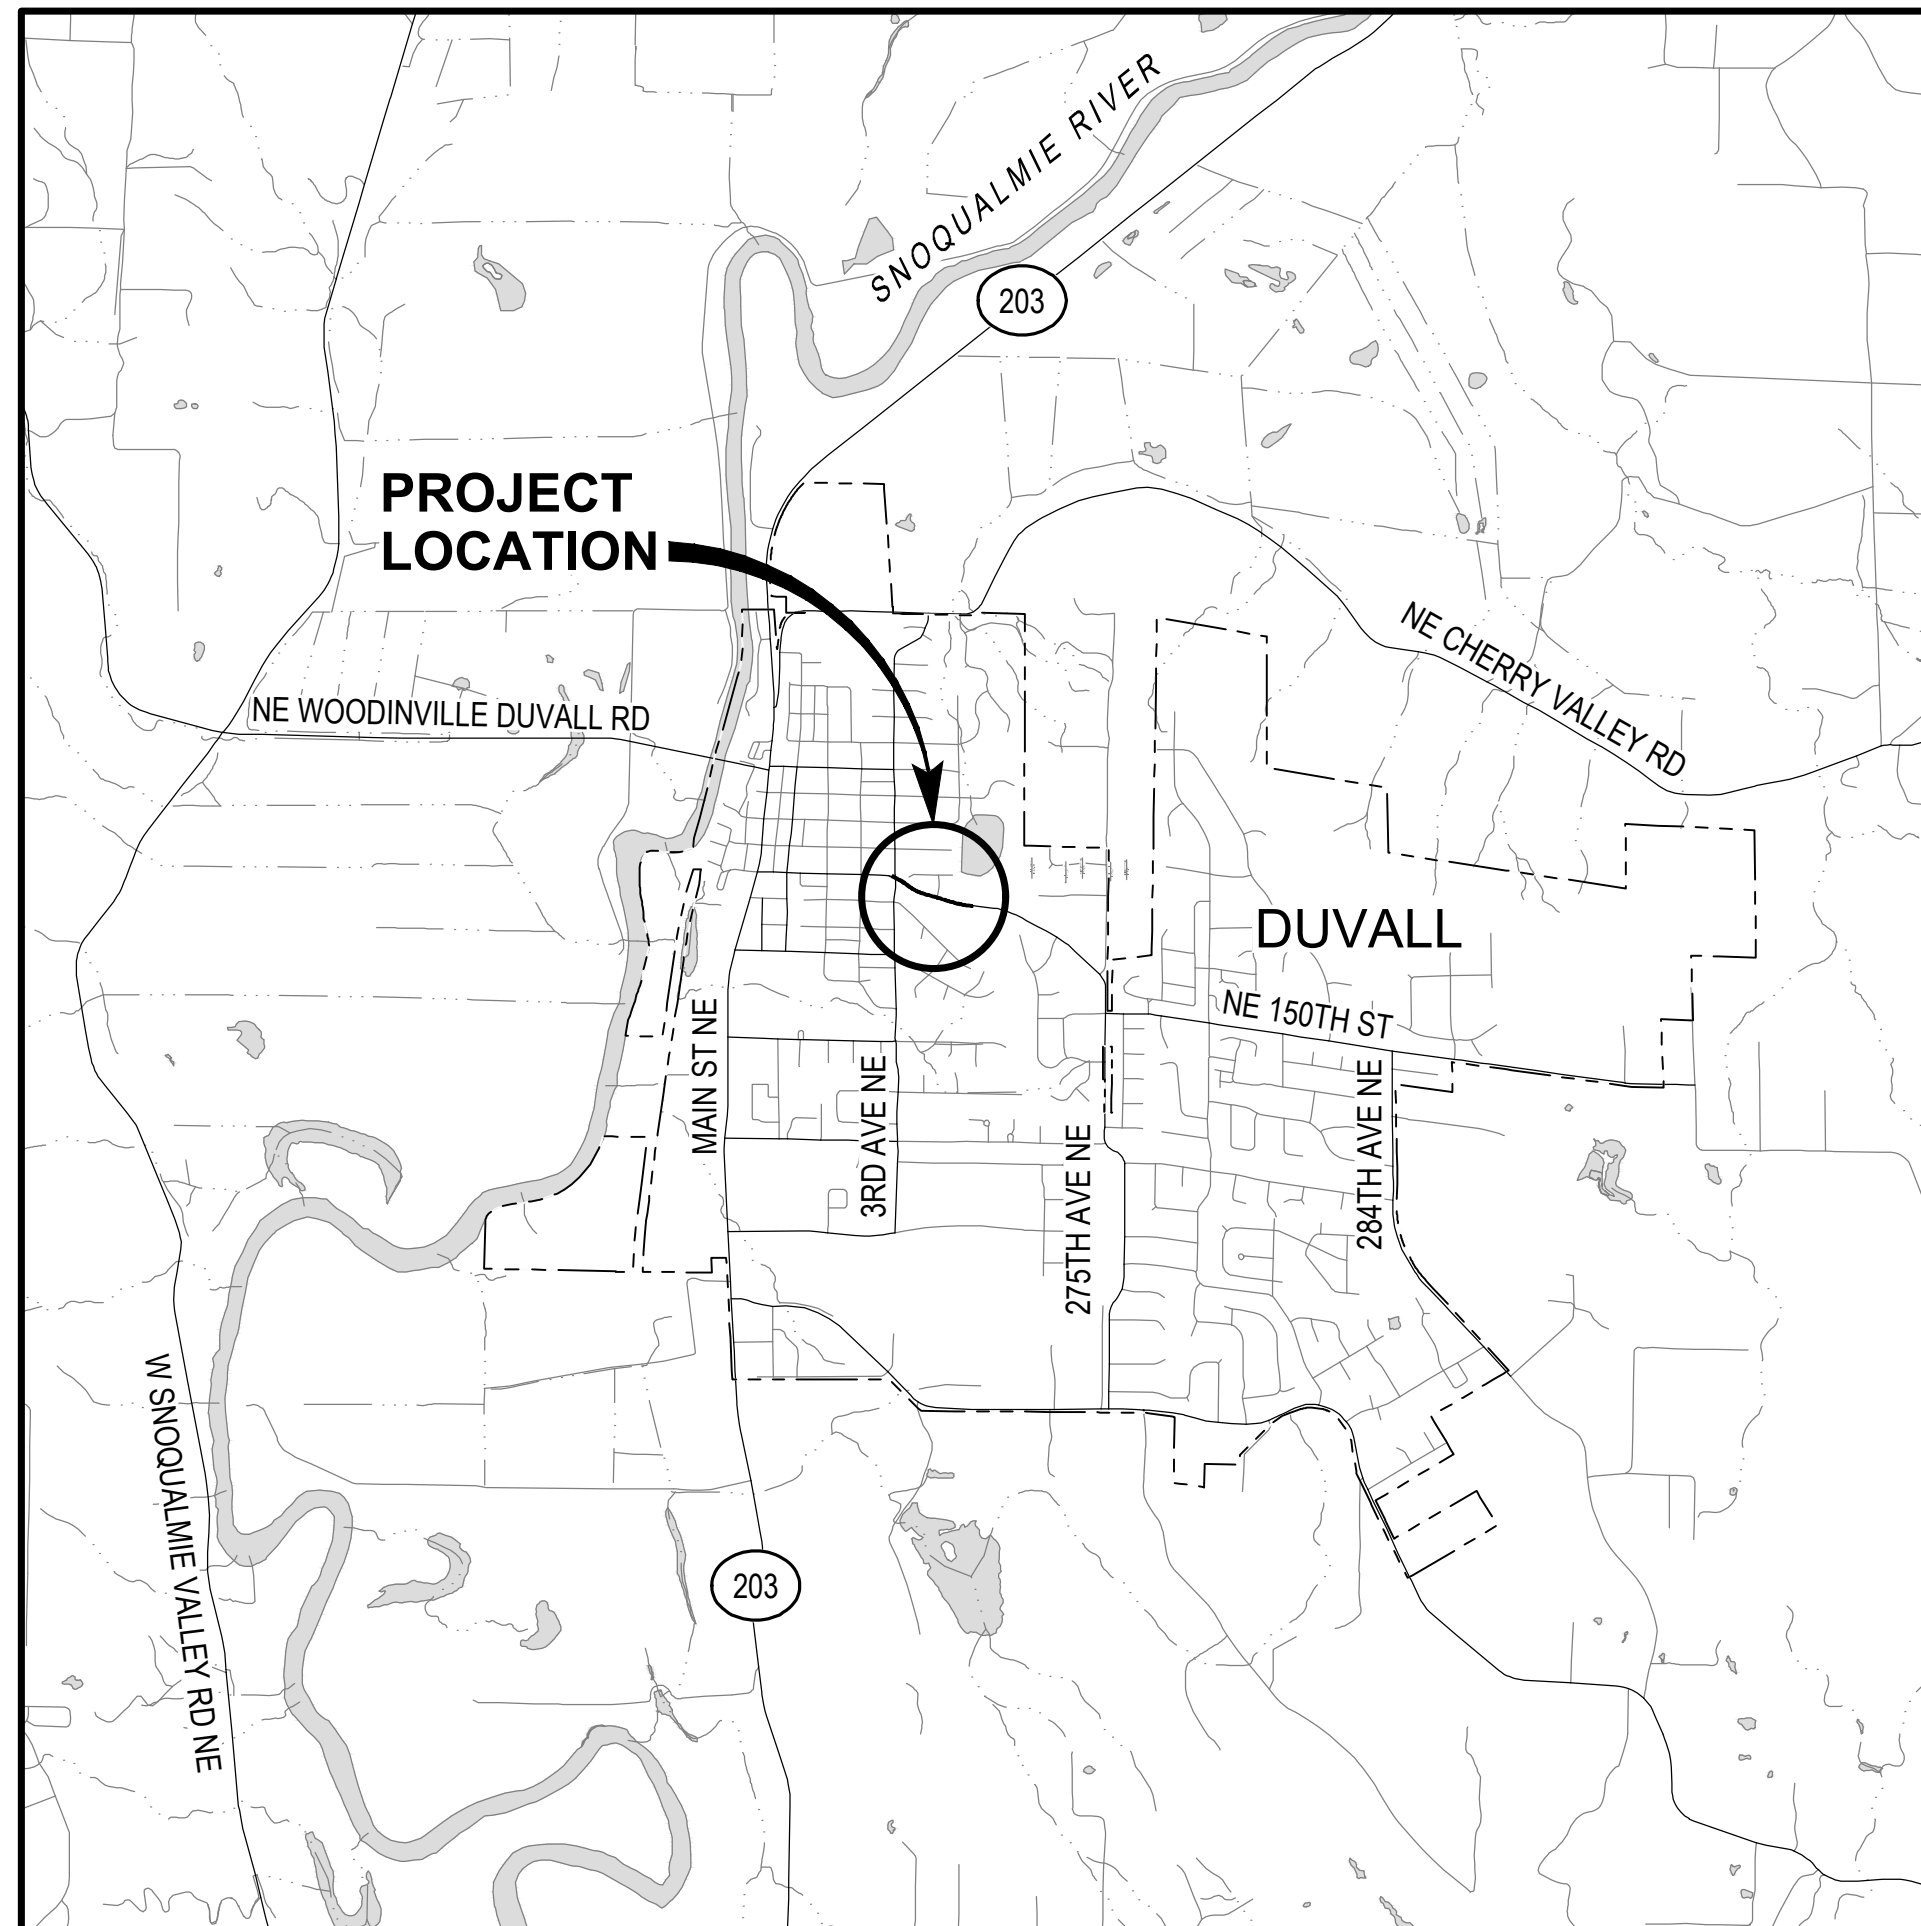 SNOQUALMIE RIVER
203
PROJECT
LOCATION
NE CHERRY VALLEY RD
NE WOODINVILLE DUVALL RD
DUVALL
NE 150TH ST
MAIN ST NE
3RD AVE NE
275TH AVE NE
284TH AVE NE
W SNOQUALMIE VALLEY RD NE
203